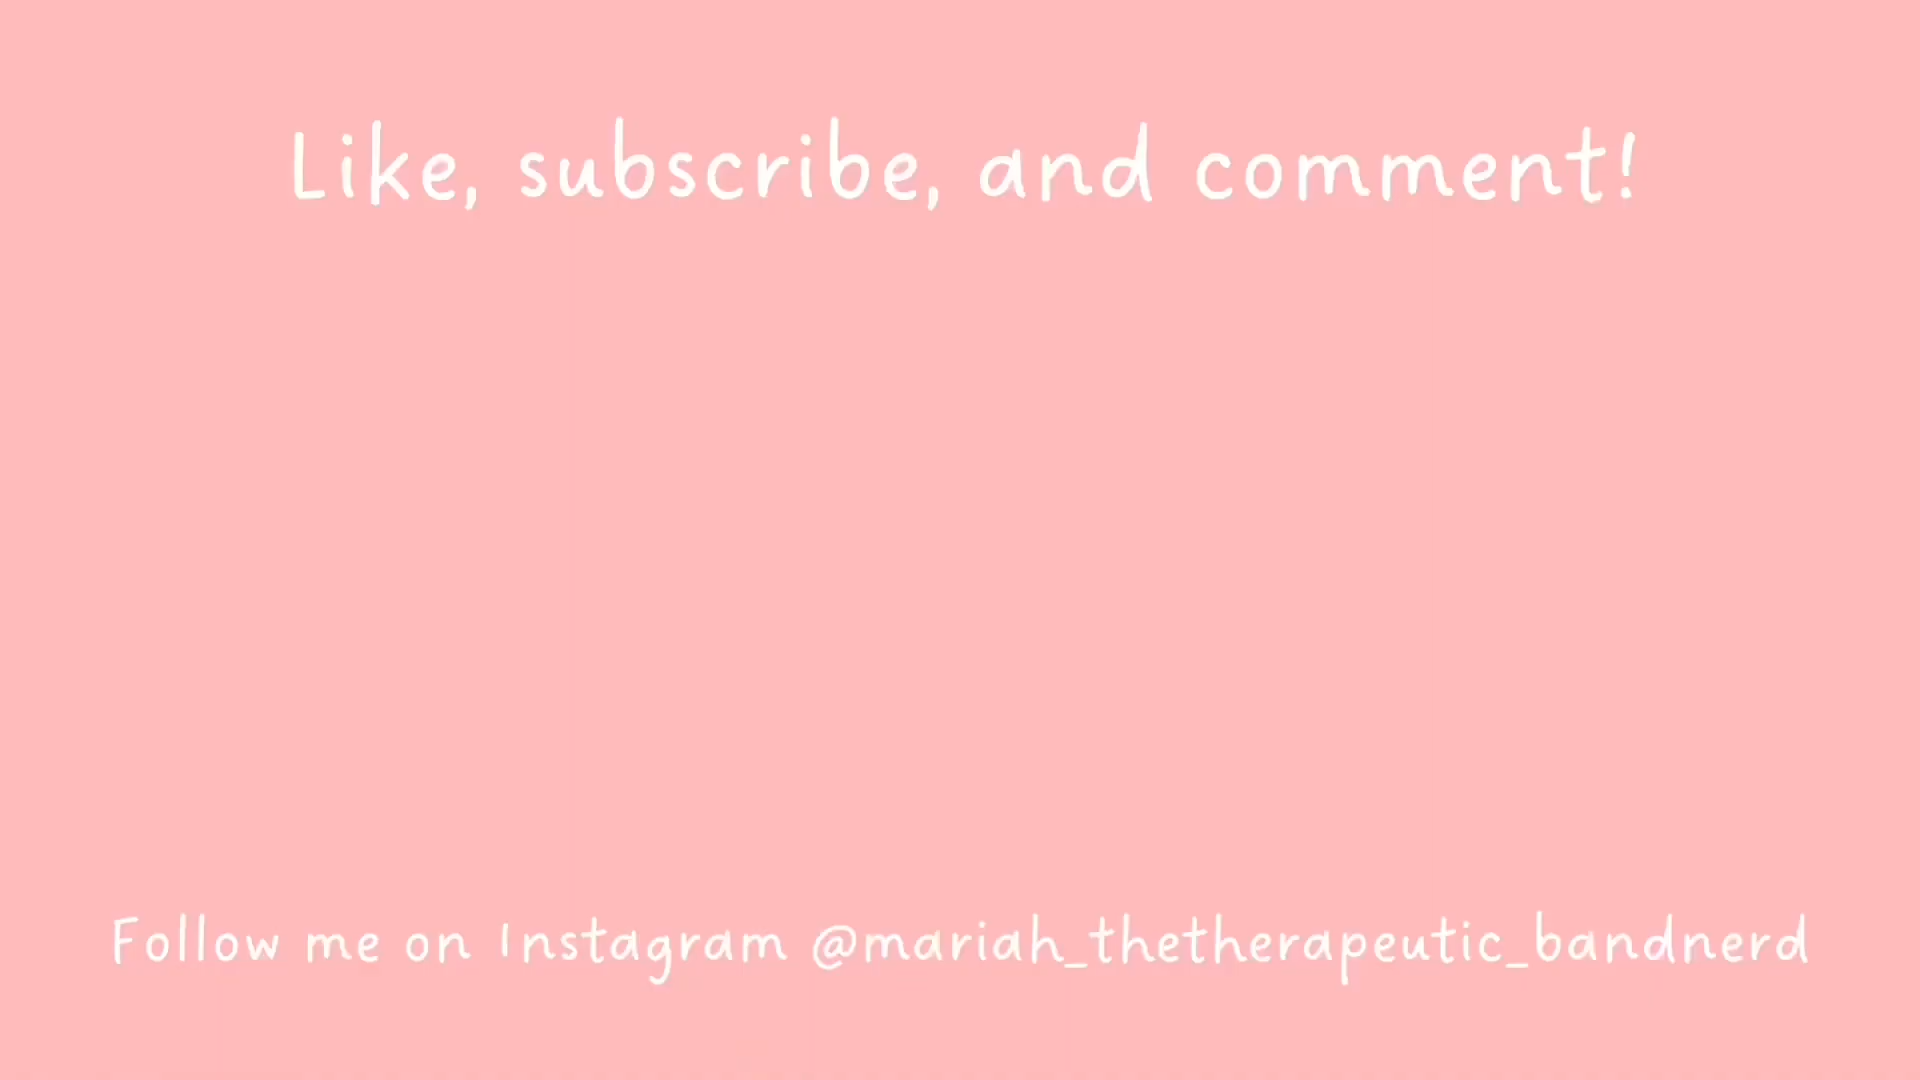 Like, subscribe, and comment!
Follow me on Instagram @mariah_thetherapeutic_bandnerd